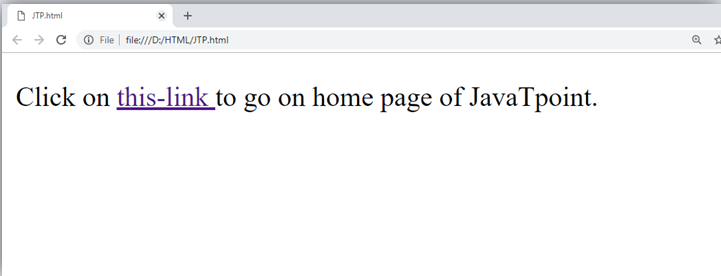 JTP.html
File file:///D:/HTML/JTP.html
Click on this-link to go on home page of JavaTpoint.